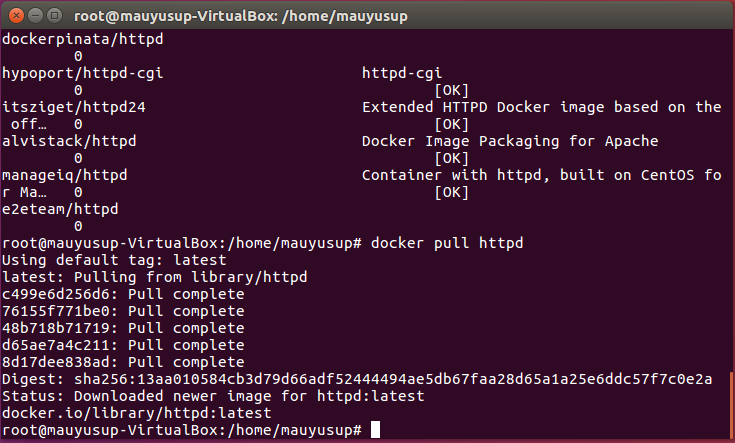 root@mauyusup-VirtualBox: /home/mauyusup
dockerpinata/httpd
0
hypoport/httpd-cgi httpd-cgi
0 [OK]
itsziget/httpd24 Extended HTTPD Docker image based on the
off… 0 [OK]
alvistack/httpd Docker Image Packaging for Apache
0 [OK]
manageiq/httpd Container with httpd, built on CentOS fo
r Ma… 0 [OK]
e2eteam/httpd
0
root@mauyusup-VirtualBox:/home/mauyusup# docker pull httpd
Using default tag: latest
latest: Pulling from library/httpd
c499e6d256d6: Pull complete
76155f771be0: Pull complete
48b718b71719: Pull complete
d65ae7a4c211: Pull complete
8d17dee838ad: Pull complete
Digest: sha256:13aa010584cb3d79d66adf52444494ae5db67faa28d65a1a25e6ddc57f7c0e2a
Status: Downloaded newer image for httpd:latest
docker.io/library/httpd:latest
root@mauyusup-VirtualBox:/home/mauyusup#